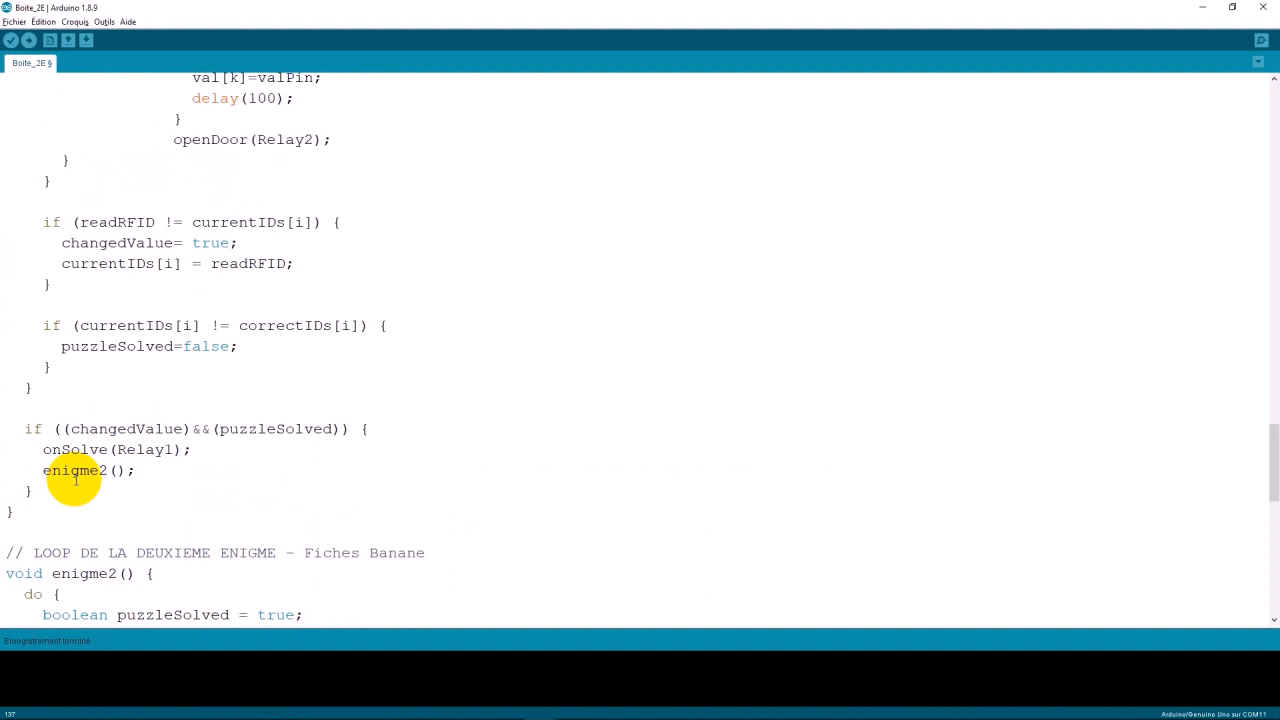 Boite_2E | Arduino 1.8.9
Fichier Édition Croquis Outils Aide
Boite_2E §
val[k]=valPin;
delay(100);
}
openDoor(Relay2);
}
}
if (readRFID != currentIDs[i]) {
changedValue= true;
currentIDs[i] = readRFID;
}
if (currentIDs[i] != correctIDs[i]) {
puzzleSolved=false;
}
}
if ((changedValue)&&(puzzleSolved)) {
onSolve(Relay1);
enigme2();
}
}
// LOOP DE LA DEUXIEME ENIGME - Fiches Banane
void enigme2() {
do {
boolean puzzleSolved = true;
Enregistrement terminé.
137
Arduino/Genuino Uno sur COM11